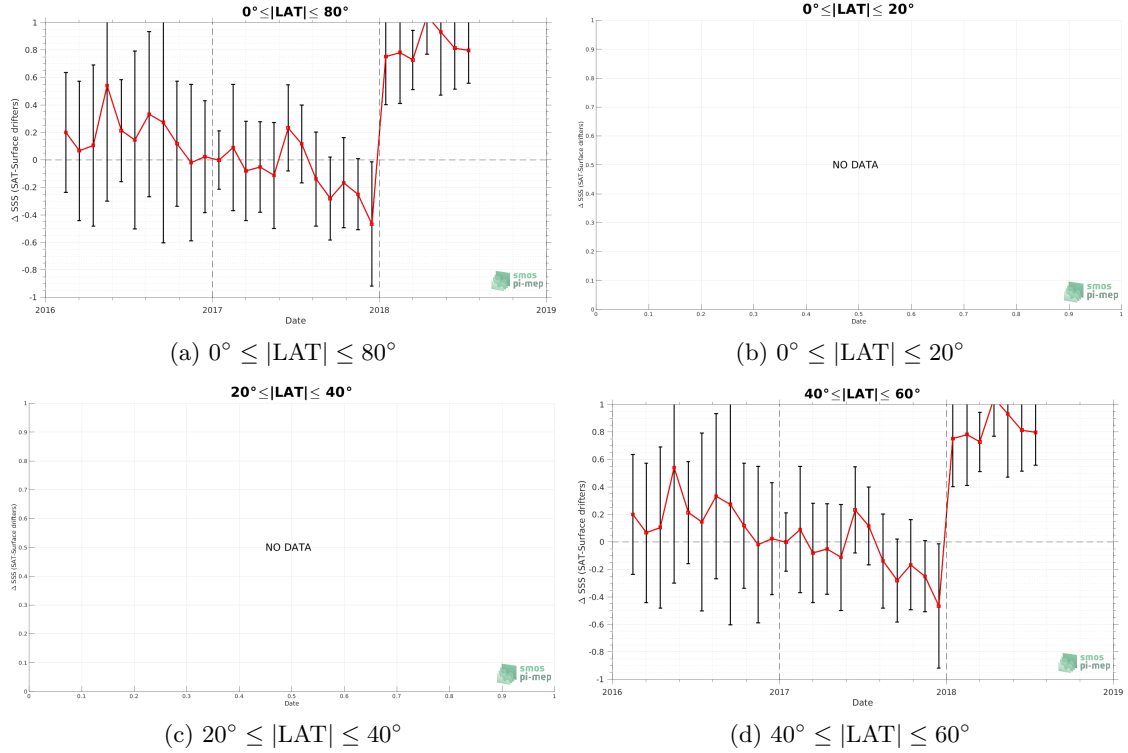 0°≤|LAT|≤ 80°
Δ SSS (SAT-Surface drifters)
1
0.8
0.6
0.4
0.2
0
-0.2
-0.4
-0.6
-0.8
-1
2016
2017
2018
2019
Date
smos
pi-mep
(a) 0° ≤ |LAT| ≤ 80°
0°≤|LAT|≤ 20°
Δ SSS (SAT-Surface drifters)
1
0.9
0.8
0.7
0.6
0.5
0.4
0.3
0.2
0.1
0
NO DATA
0
0.1
0.2
0.3
0.4
0.5
0.6
0.7
0.8
0.9
1
Date
smos
pi-mep
(b) 0° ≤ |LAT| ≤ 20°
20°≤|LAT|≤ 40°
Δ SSS (SAT-Surface drifters)
1
0.9
0.8
0.7
0.6
0.5
0.4
0.3
0.2
0.1
0
NO DATA
0
0.1
0.2
0.3
0.4
0.5
0.6
0.7
0.8
0.9
1
Date
smos
pi-mep
(c) 20° ≤ |LAT| ≤ 40°
40°≤|LAT|≤ 60°
Δ SSS (SAT-Surface drifters)
1
0.8
0.6
0.4
0.2
0
-0.2
-0.4
-0.6
-0.8
-1
2016
2017
2018
2019
Date
smos
pi-mep
(d) 40° ≤ |LAT| ≤ 60°